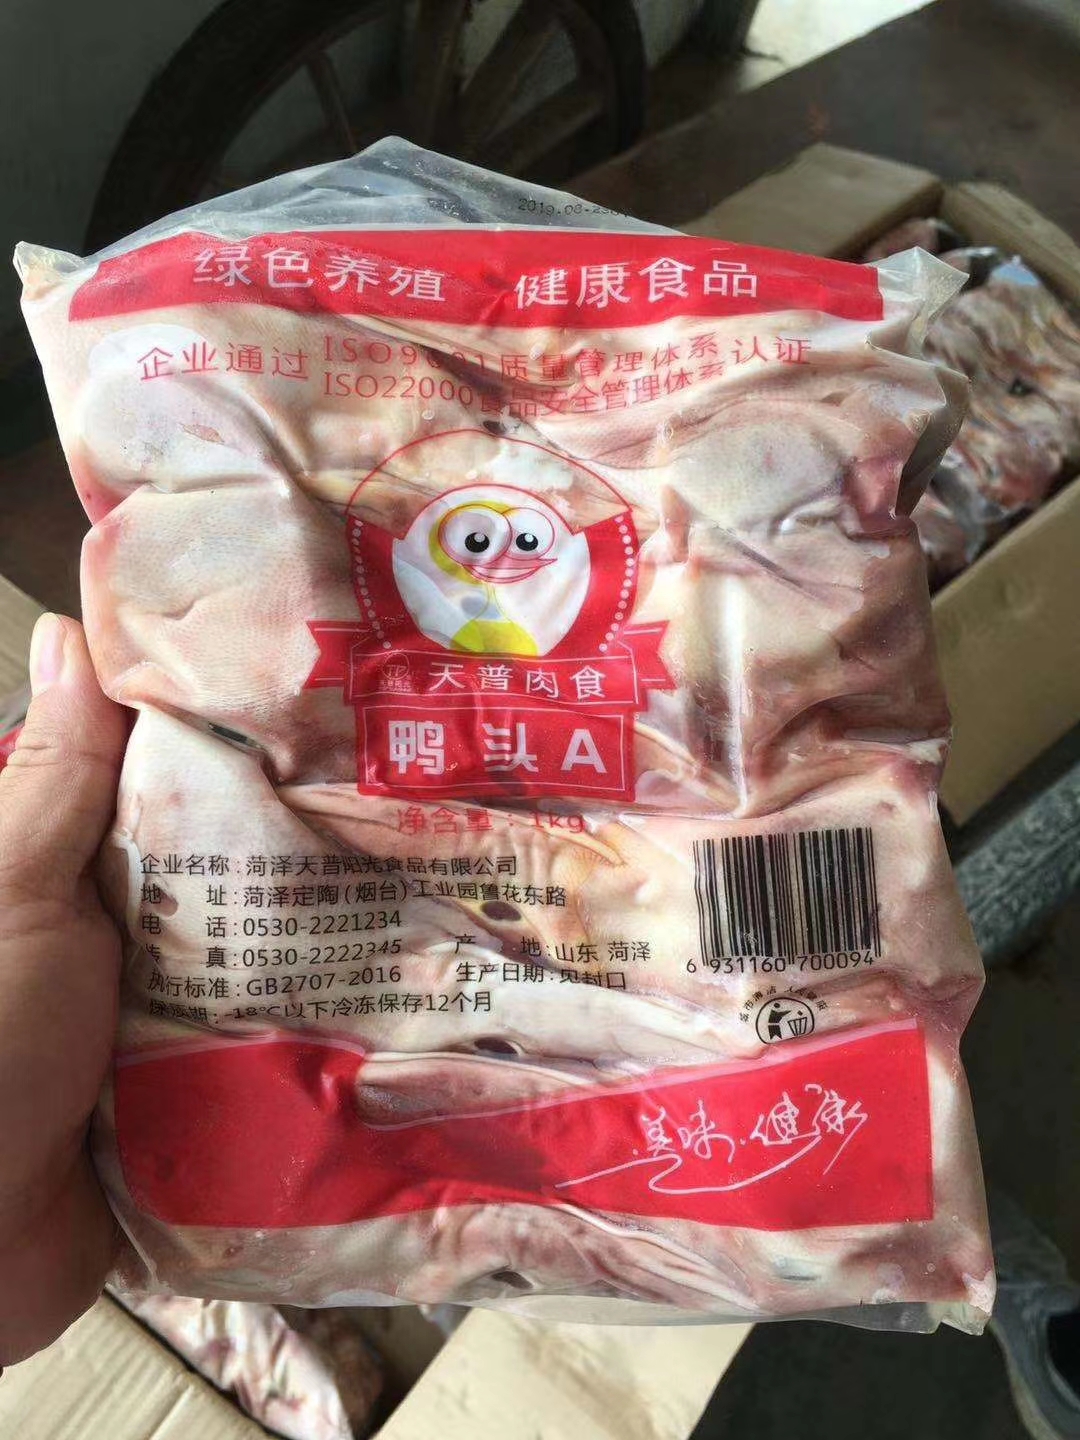 绿色养殖 健康食品
企业通过 ISO9001质量管理体系 认证
ISO22000食品安全管理体系
天普肉食
鸭 头 A
净含量：1kg
企业名称：菏泽天普阳光食品有限公司
地 址：菏泽定陶(烟台)工业园鲁花东路
电 话：0530-2221234
传 真：0530-2222345
产 地：山东 菏泽
执行标准：GB2707-2016
生产日期：见封口
保质期：-18℃以下冷冻保存12个月
6 931160 700094
美味·健康